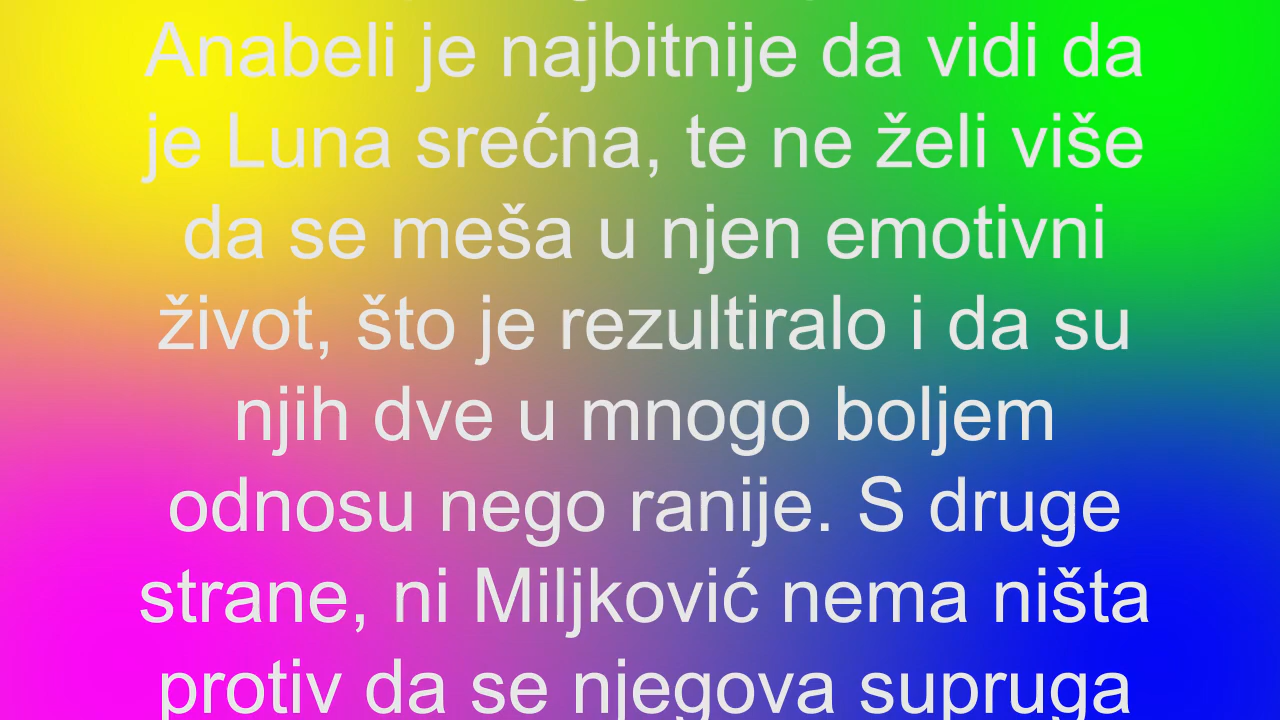 Anabeli je najbitnije da vidi da
je Luna srećna, te ne želi više
da se meša u njen emotivni
život, što je rezultiralo i da su
njih dve u mnogo boljem
odnosu nego ranije. S druge
strane, ni Miljković nema ništa
protiv da se njegova supruga